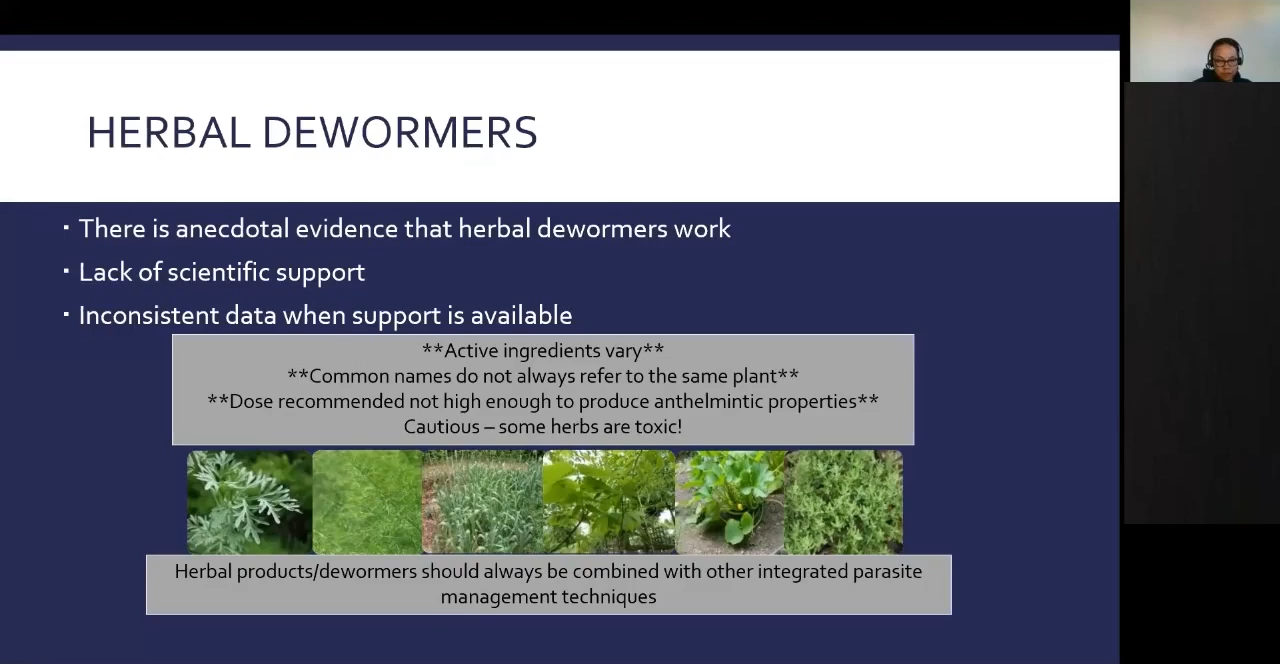 HERBAL DEWORMERS
▪ There is anecdotal evidence that herbal dewormers work
▪ Lack of scientific support
▪ Inconsistent data when support is available
**Active ingredients vary**
**Common names do not always refer to the same plant**
**Dose recommended not high enough to produce anthelmintic properties**
Cautious – some herbs are toxic!
Herbal products/dewormers should always be combined with other integrated parasite
management techniques